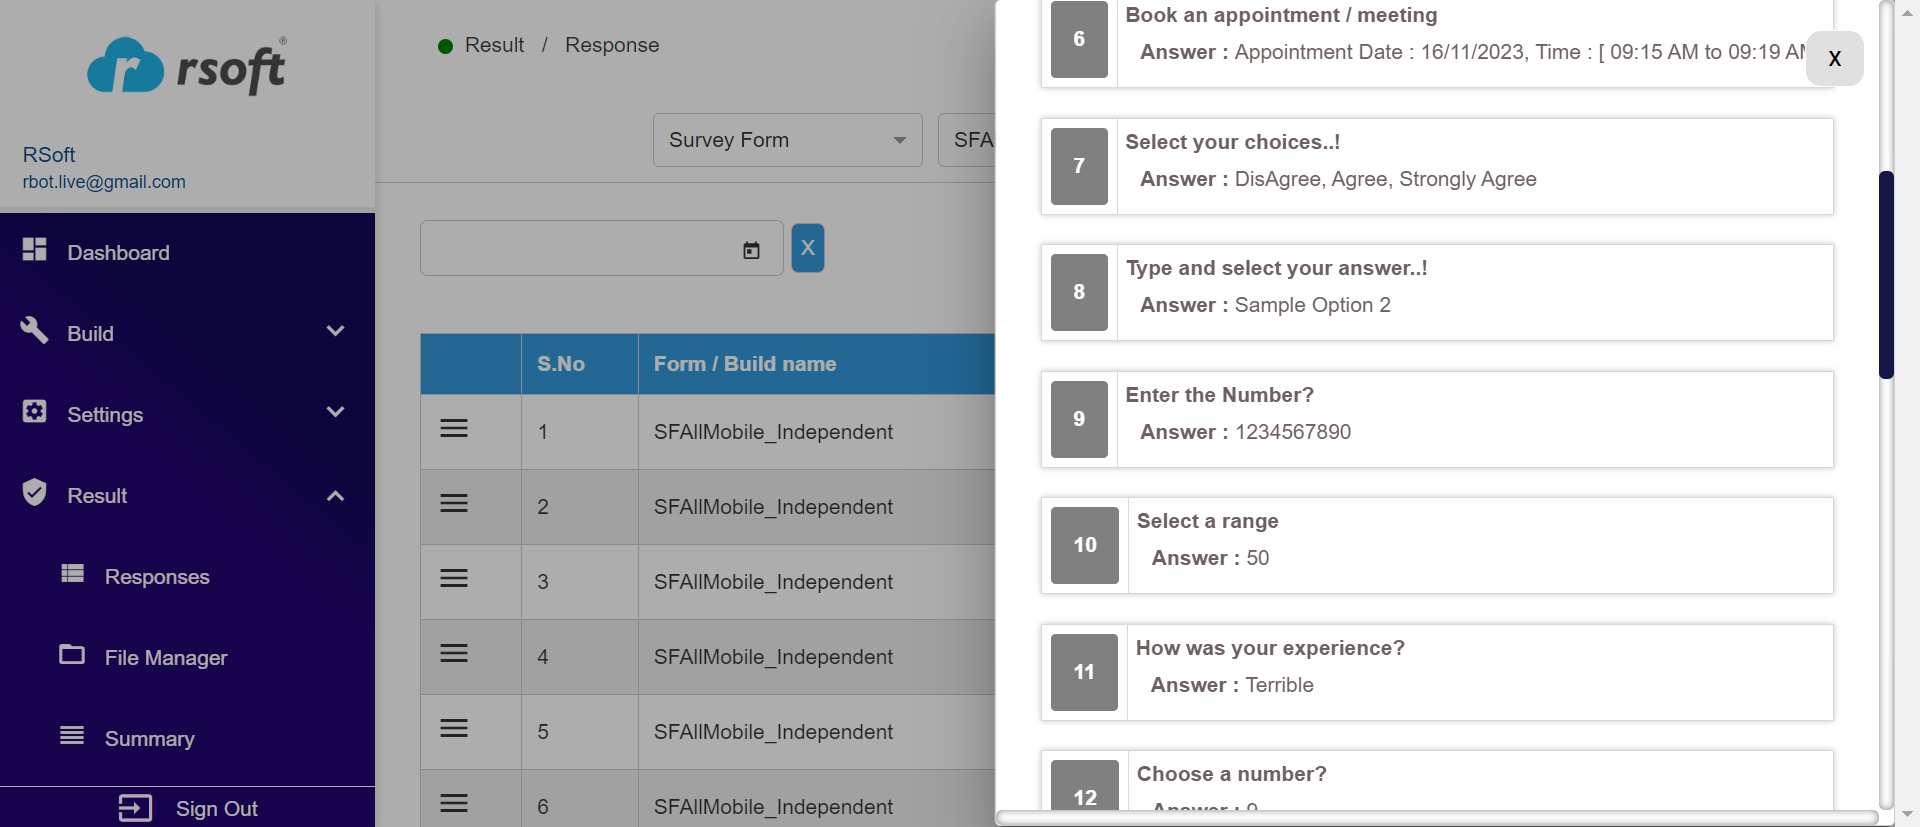 rsoft
®
RSoft
rbot.live@gmail.com
Dashboard
Build
Settings
Result
Responses
File Manager
Summary
Sign Out
Result / Response
Survey Form
SFA
X
S.No
Form / Build name
1
SFAllMobile_Independent
2
SFAllMobile_Independent
3
SFAllMobile_Independent
4
SFAllMobile_Independent
5
SFAllMobile_Independent
6
SFAllMobile_Independent
X
6
Book an appointment / meeting
Answer : Appointment Date : 16/11/2023, Time : [ 09:15 AM to 09:19 AM
7
Select your choices..!
Answer : DisAgree, Agree, Strongly Agree
8
Type and select your answer..!
Answer : Sample Option 2
9
Enter the Number?
Answer : 1234567890
10
Select a range
Answer : 50
11
How was your experience?
Answer : Terrible
12
Choose a number?
Answer : 9